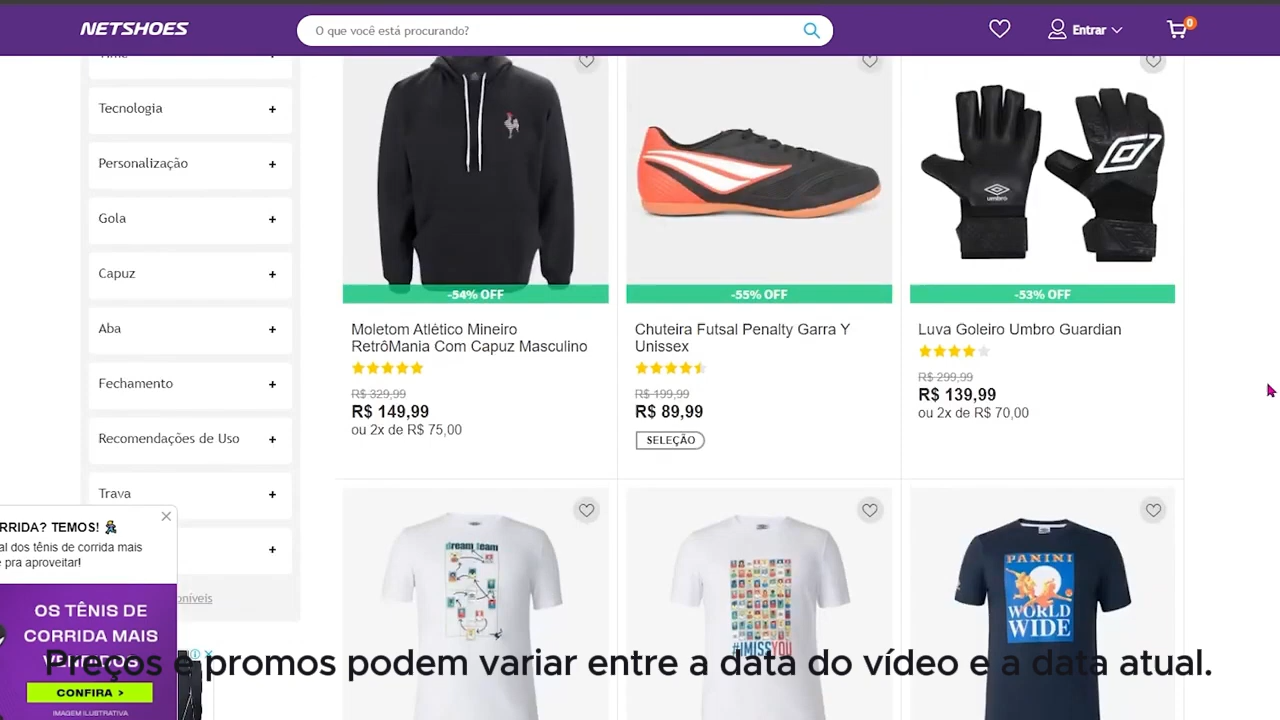 NETSHOES
O que você está procurando?
Entrar
0
Time
Tecnologia +
Personalização +
Gola +
Capuz +
Aba +
Fechamento +
Recomendações de Uso +
Trava +
+
-54% OFF
Moletom Atlético Mineiro
RetrôMania Com Capuz Masculino
R$ 329,99
R$ 149,99
ou 2x de R$ 75,00
-55% OFF
Chuteira Futsal Penalty Garra Y
Unissex
R$ 199,99
R$ 89,99
SELEÇÃO
umbro
-53% OFF
Luva Goleiro Umbro Guardian
R$ 299,99
R$ 139,99
ou 2x de R$ 70,00
dream team
#IMISSYOU
PANINI
WORLD
WIDE
RRIDA? TEMOS!
al dos tênis de corrida mais
e pra aproveitar!
poníveis
OS TÊNIS DE
CORRIDA MAIS
VENDIDOS
CONFIRA >
IMAGEM ILUSTRATIVA
Preços e promos podem variar entre a data do vídeo e a data atual.